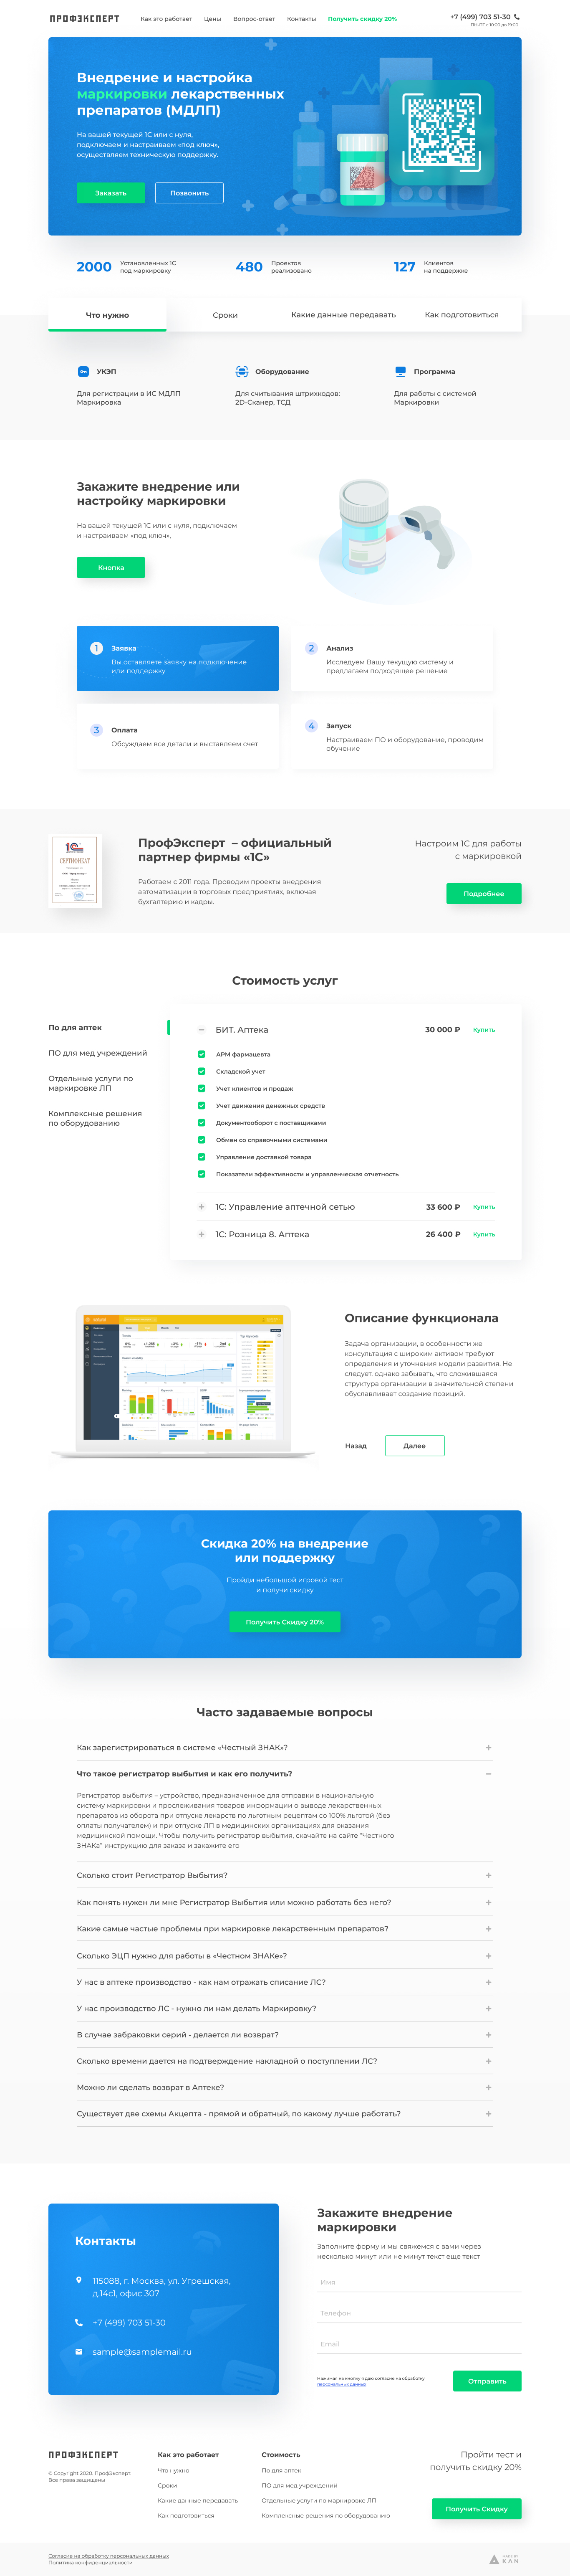 ПРОФЭКСПЕРТ
Как это работает
Цены
Вопрос-ответ
Контакты
Получить скидку 20%
+7 (499) 703 51-30
ПН-ПТ с 10:00 до 19:00
Внедрение и настройка
маркировки лекарственных
препаратов (МДЛП)
На вашей текущей 1С или с нуля,
подключаем и настраиваем «под ключ»,
осуществляем техническую поддержку.
Заказать
Позвонить
2000
Установленных 1С
под маркировку
480
Проектов
реализовано
127
Клиентов
на поддержке
Что нужно
Сроки
Какие данные передавать
Как подготовиться
УКЭП
Для регистрации в ИС МДЛП
Маркировка
Оборудование
Для считывания штрихкодов:
2D-Сканер, ТСД
Программа
Для работы с системой
Маркировки
Закажите внедрение или
настройку маркировки
На вашей текущей 1С или с нуля, подключаем
и настраиваем «под ключ»,
Кнопка
1
Заявка
Вы оставляете заявку на подключение
или поддержку
2
Анализ
Исследуем Вашу текущую систему и
предлагаем подходящее решение
3
Оплата
Обсуждаем все детали и выставляем счет
4
Запуск
Настраиваем ПО и оборудование, проводим
обучение
1С
СЕРТИФИКАТ
ПрофЭксперт – официальный
партнер фирмы «1С»
Работаем с 2011 года. Проводим проекты внедрения
автоматизации в торговых предприятиях, включая
бухгалтерию и кадры.
Настроим 1С для работы
с маркировкой
Подробнее
Стоимость услуг
По для аптек
ПО для мед учреждений
Отдельные услуги по
маркировке ЛП
Комплексные решения
по оборудованию
БИТ. Аптека
30 000 ₽
Купить
АРМ фармацевта
Складской учет
Учет клиентов и продаж
Учет движения денежных средств
Документооборот с поставщиками
Обмен со справочными системами
Управление доставкой товара
Показатели эффективности и управленческая отчетность
1С: Управление аптечной сетью
33 600 ₽
Купить
1С: Розница 8. Аптека
26 400 ₽
Купить
Описание функционала
Задача организации, в особенности же
консультация с широким активом требуют
определения и уточнения модели развития. Не
следует, однако забывать, что сложившаяся
структура организации в значительной степени
обуславливает создание позиций.
Назад
Далее
Скидка 20% на внедрение
или поддержку
Пройди небольшой игровой тест
и получи скидку
Получить Скидку 20%
Часто задаваемые вопросы
Как зарегистрироваться в системе «Честный ЗНАК»?
Что такое регистратор выбытия и как его получить?
Регистратор выбытия – устройство, предназначенное для отправки в национальную
систему маркировки и прослеживания товаров информации о выводе лекарственных
препаратов из оборота при отпуске лекарств по льготным рецептам со 100% льготой (без
оплаты получателем) и при отпуске ЛП в медицинских организациях для оказания
медицинской помощи. Чтобы получить регистратор выбытия, скачайте на сайте “Честного
ЗНАКа” инструкцию для заказа и закажите его
Сколько стоит Регистратор Выбытия?
Как понять нужен ли мне Регистратор Выбытия или можно работать без него?
Какие самые частые проблемы при маркировке лекарственным препаратов?
Сколько ЭЦП нужно для работы в «Честном ЗНАКе»?
У нас в аптеке производство - как нам отражать списание ЛС?
У нас производство ЛС - нужно ли нам делать Маркировку?
В случае забраковки серий - делается ли возврат?
Сколько времени дается на подтверждение накладной о поступлении ЛС?
Можно ли сделать возврат в Аптеке?
Существует две схемы Акцепта - прямой и обратный, по какому лучше работать?
Контакты
115088, г. Москва, ул. Угрешская,
д.14с1, офис 307
+7 (499) 703 51-30
sample@samplemail.ru
Закажите внедрение
маркировки
Заполните форму и мы свяжемся с вами через
несколько минут или не минут текст еще текст
Имя
Телефон
Email
Нажимая на кнопку я даю согласие на обработку
персональных данных
Отправить
ПРОФЭКСПЕРТ
© Copyright 2020. ПрофЭксперт.
Все права защищены
Как это работает
Что нужно
Сроки
Какие данные передавать
Как подготовиться
Стоимость
По для аптек
ПО для мед учреждений
Отдельные услуги по маркировке ЛП
Комплексные решения по оборудованию
Пройти тест и
получить скидку 20%
Получить Скидку
Согласие на обработку персональных данных
Политика конфиденциальности
MADE BY
KAN